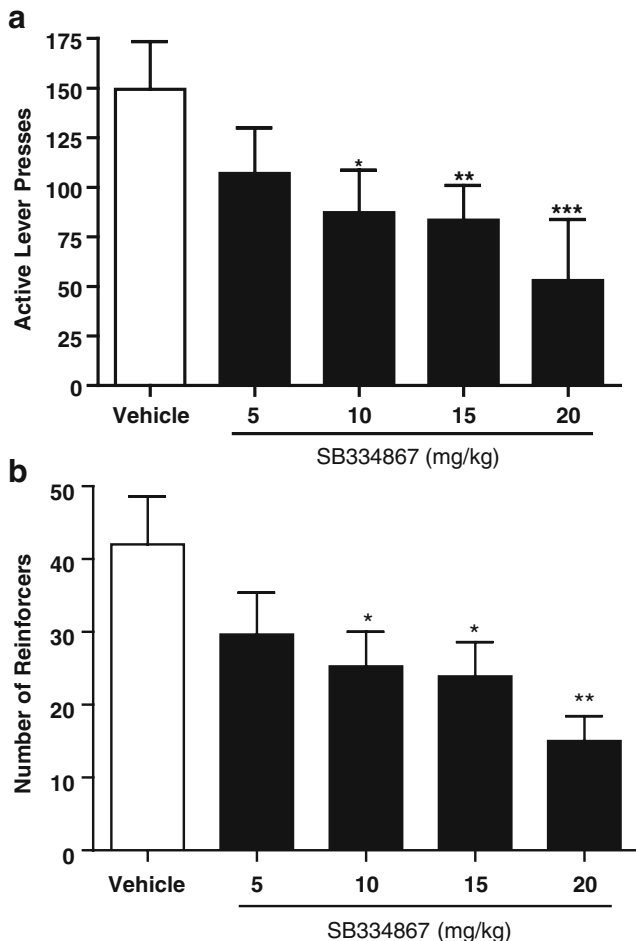 a
175
150
125
100
75
50
25
0
Active Lever Presses
*
**
***
Vehicle 5 10 15 20
SB334867 (mg/kg)
b
50
40
30
20
10
0
Number of Reinforcers
*
*
**
Vehicle 5 10 15 20
SB334867 (mg/kg)